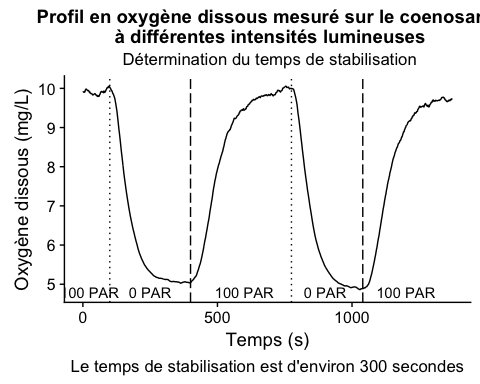 Profil en oxygène dissous mesuré sur le coenosar
à différentes intensités lumineuses
Détermination du temps de stabilisation
Oxygène dissous (mg/L)
10
9
8
7
6
5
00 PAR 0 PAR 100 PAR 0 PAR 100 PAR
0 500 1000
Temps (s)
Le temps de stabilisation est d'environ 300 secondes